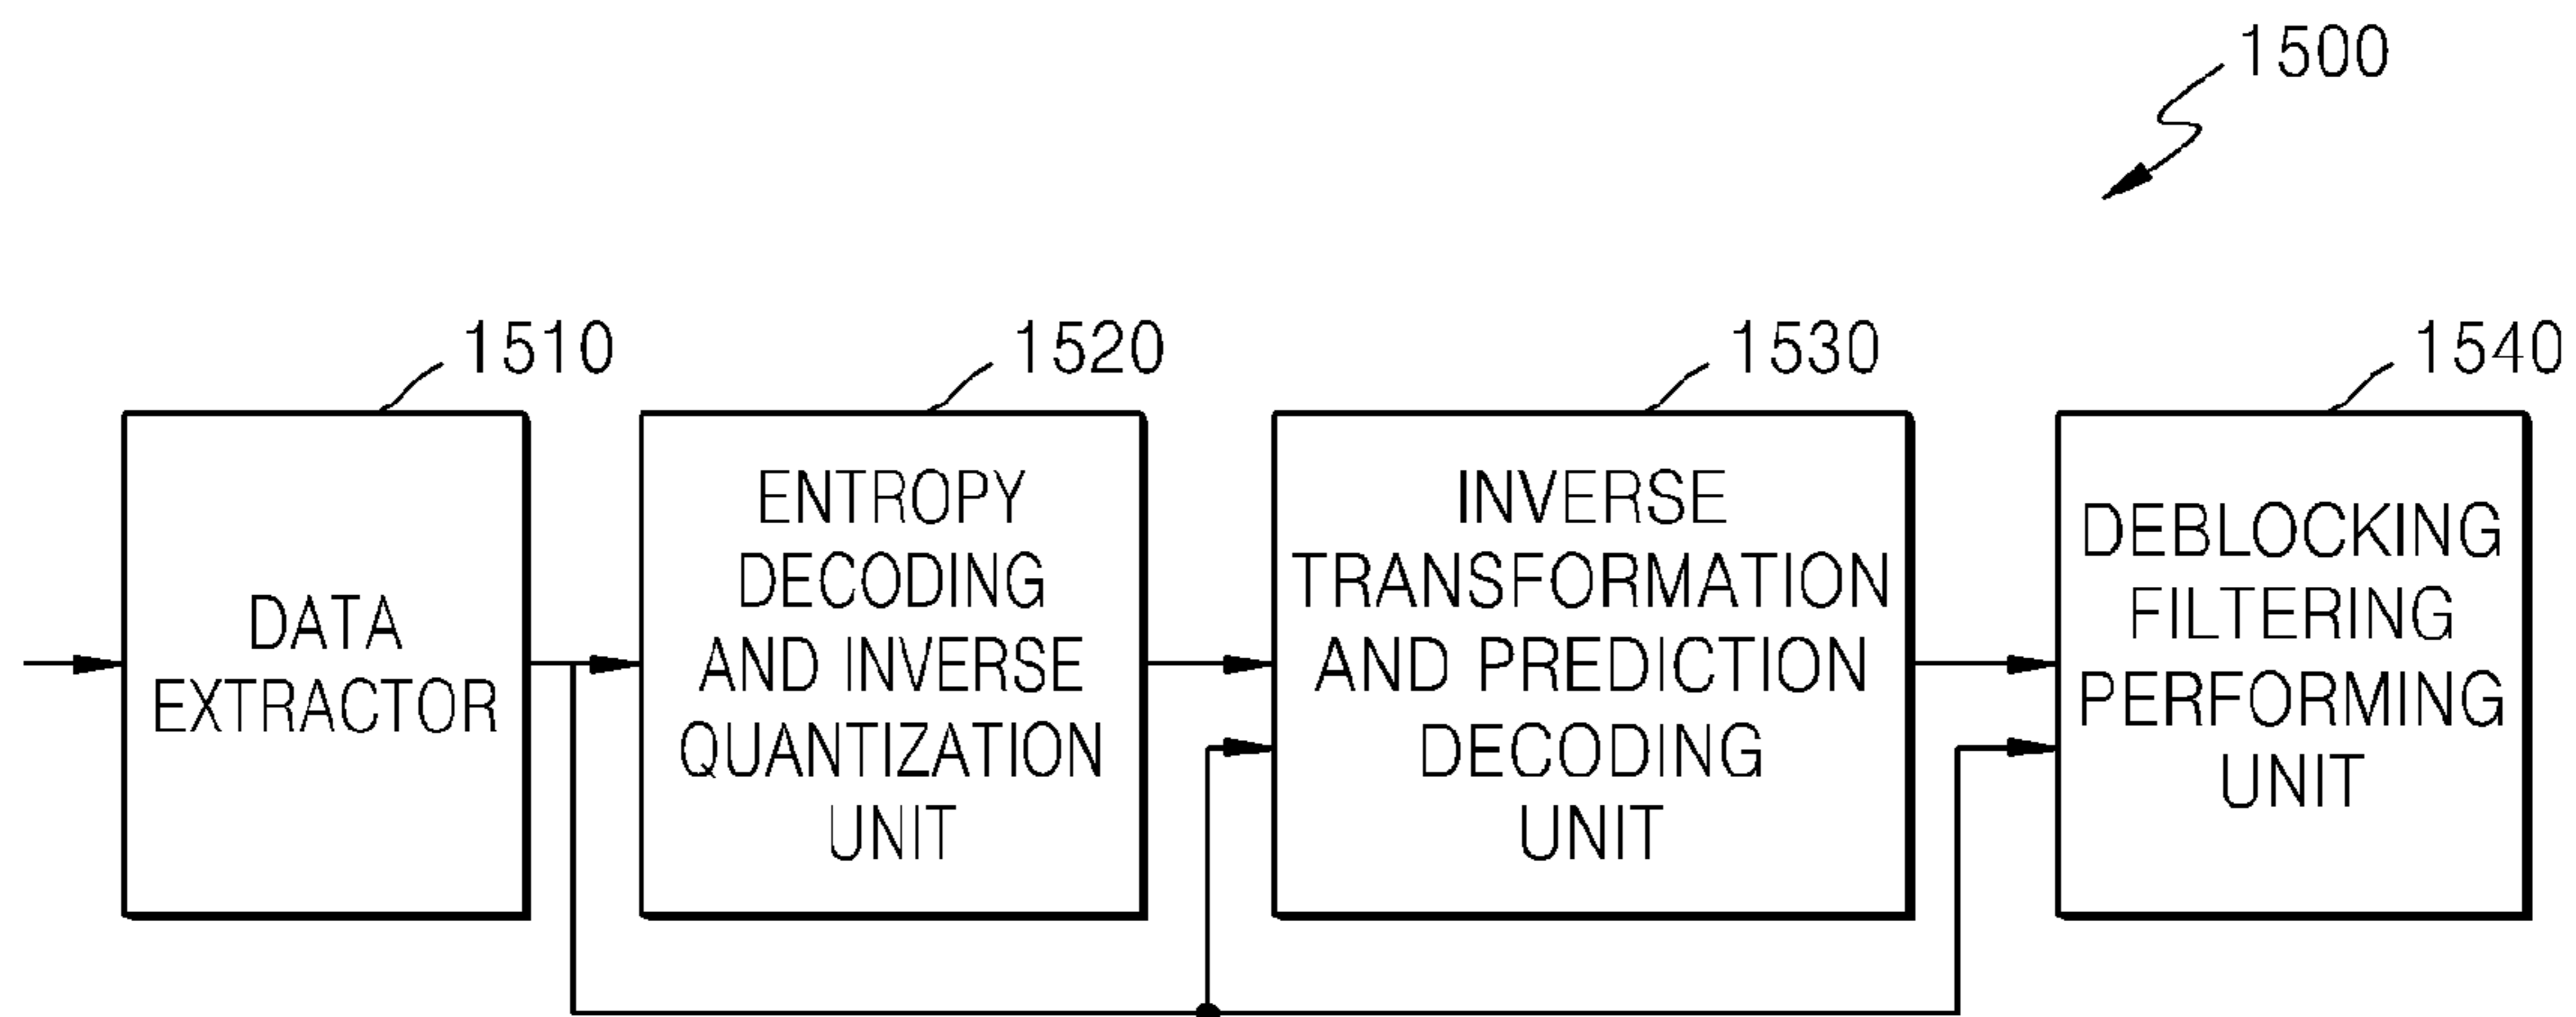 1500
1510
1520
1530
1540
DATA
EXTRACTOR
ENTROPY
DECODING
AND INVERSE
QUANTIZATION
UNIT
INVERSE
TRANSFORMATION
AND PREDICTION
DECODING
UNIT
DEBLOCKING
FILTERING
PERFORMING
UNIT